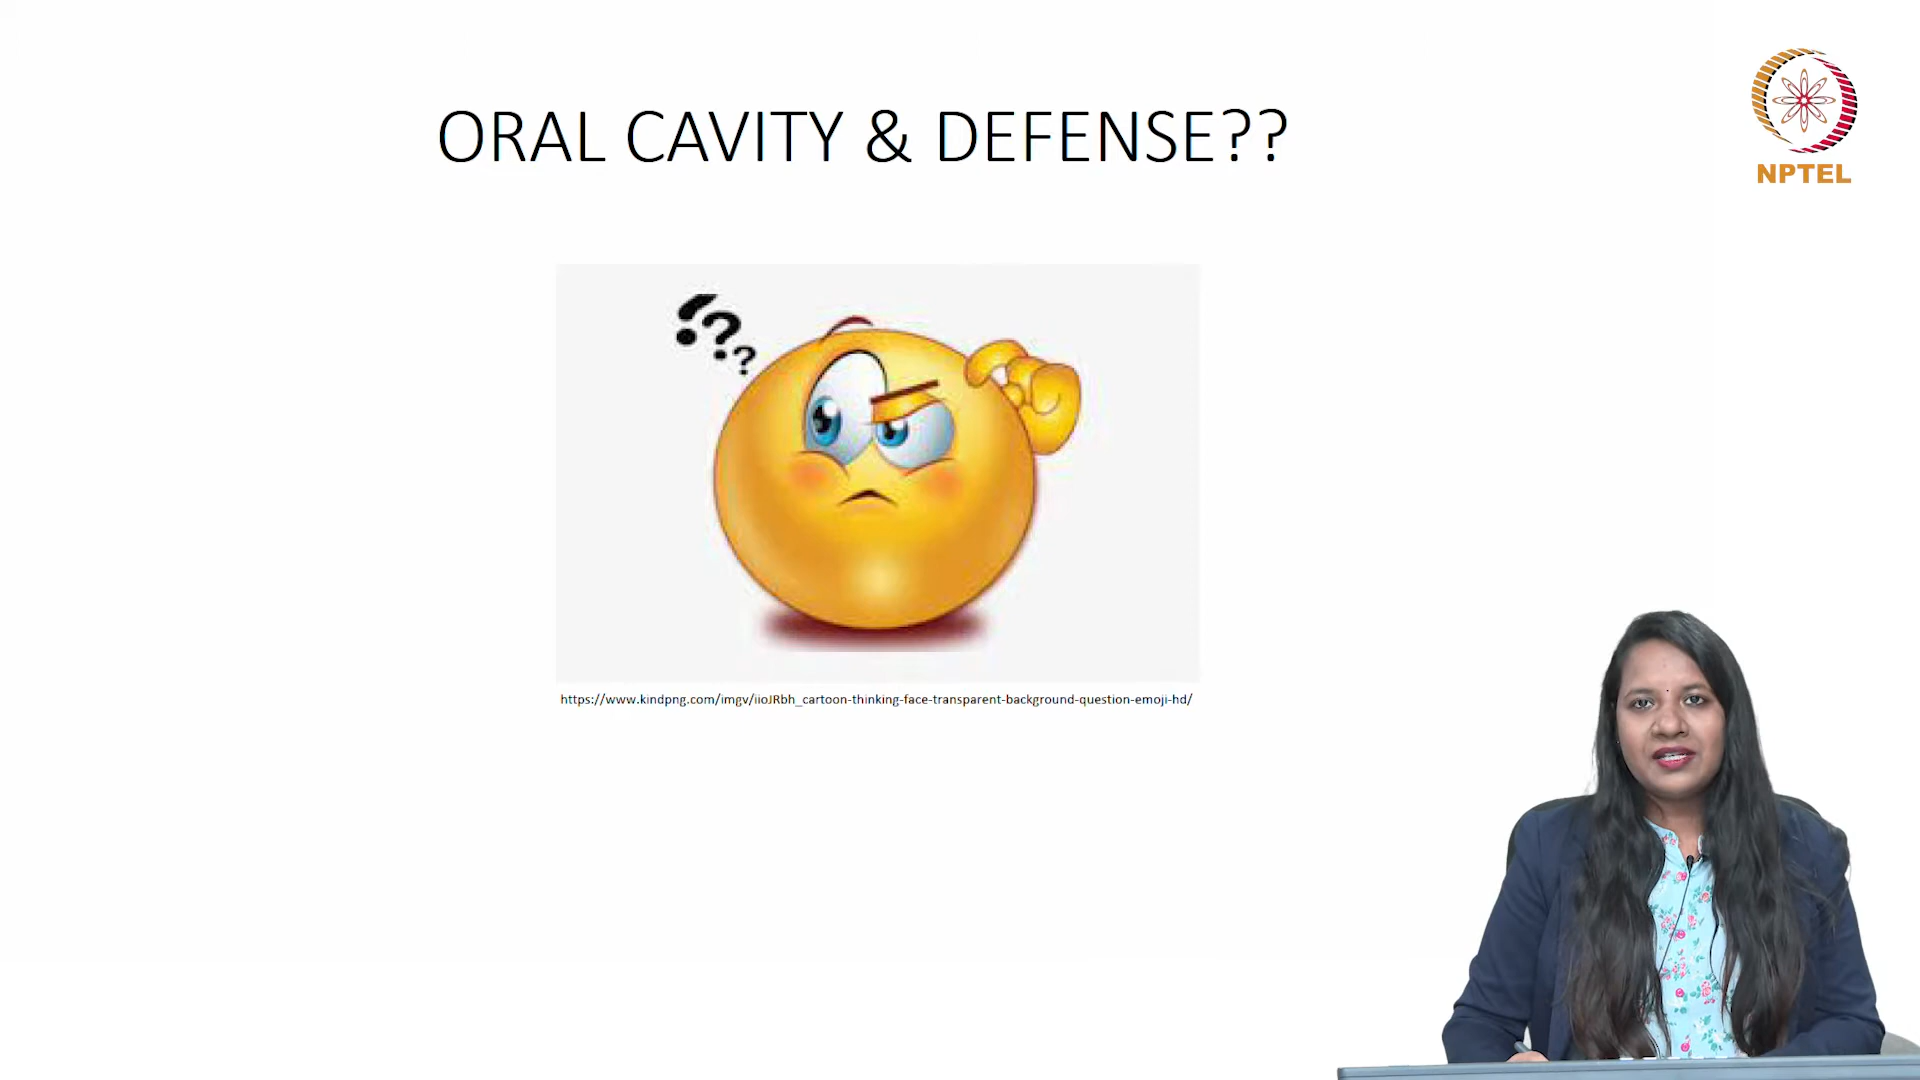 ORAL CAVITY & DEFENSE??
NPTEL
???
https://www.kindpng.com/imgv/iioJRbh_cartoon-thinking-face-transparent-background-question-emoji-hd/